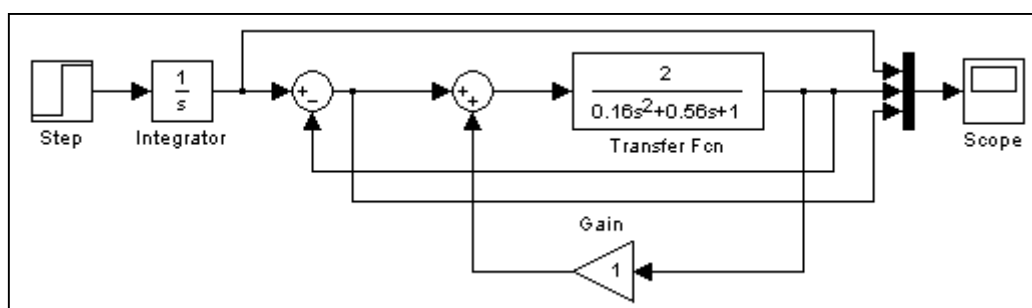 1
s
+
−
+
+
2
0.16s²+0.56s+1
Step
Integrator
Transfer Fcn
Scope
Gain
1